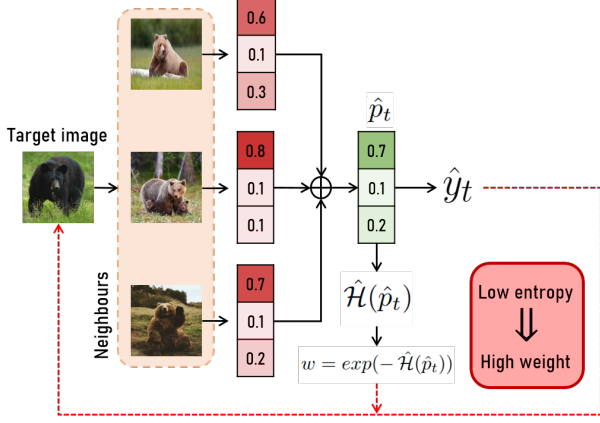 0.6
0.1
0.3
Target image
0.8
0.1
0.1
Neighbours
0.7
0.1
0.2
p̂ₜ
0.7
0.1
0.2
ŷₜ
Ĥ(p̂ₜ)
w = exp(−Ĥ(p̂ₜ))
Low entropy
⇓
High weight